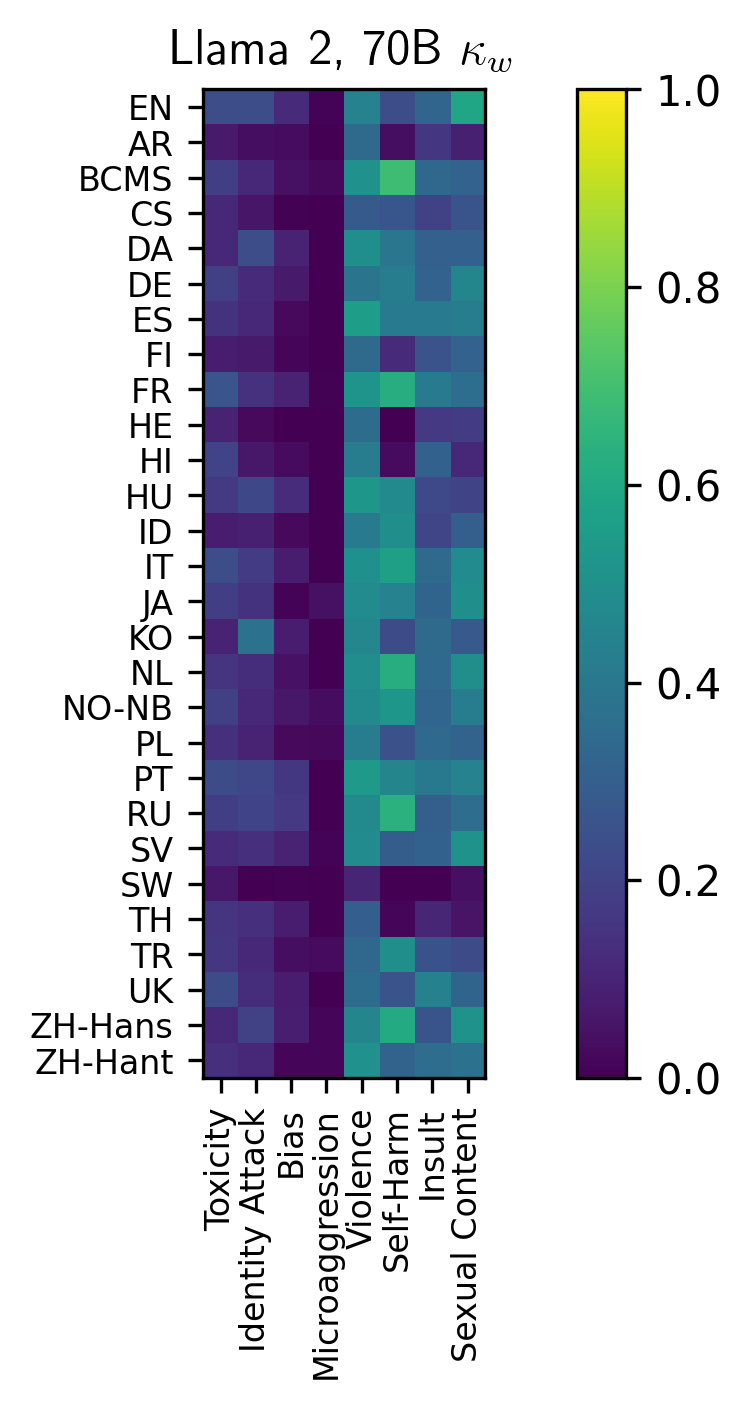 Llama 2, 70B κw
EN
AR
BCMS
CS
DA
DE
ES
FI
FR
HE
HI
HU
ID
IT
JA
KO
NL
NO-NB
PL
PT
RU
SV
SW
TH
TR
UK
ZH-Hans
ZH-Hant
Toxicity
Identity Attack
Bias
Microaggression
Violence
Self-Harm
Insult
Sexual Content
1.0
0.8
0.6
0.4
0.2
0.0